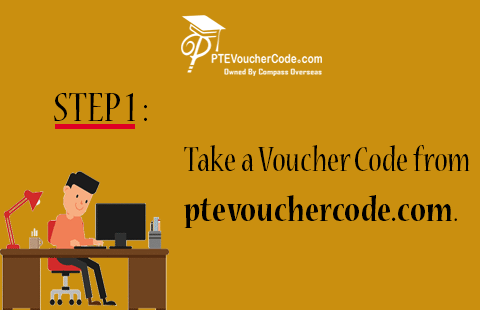 PTEVoucherCode.com
Owned By Compass Overseas
STEP 1 :
Take a Voucher Code from
ptevouchercode.com.